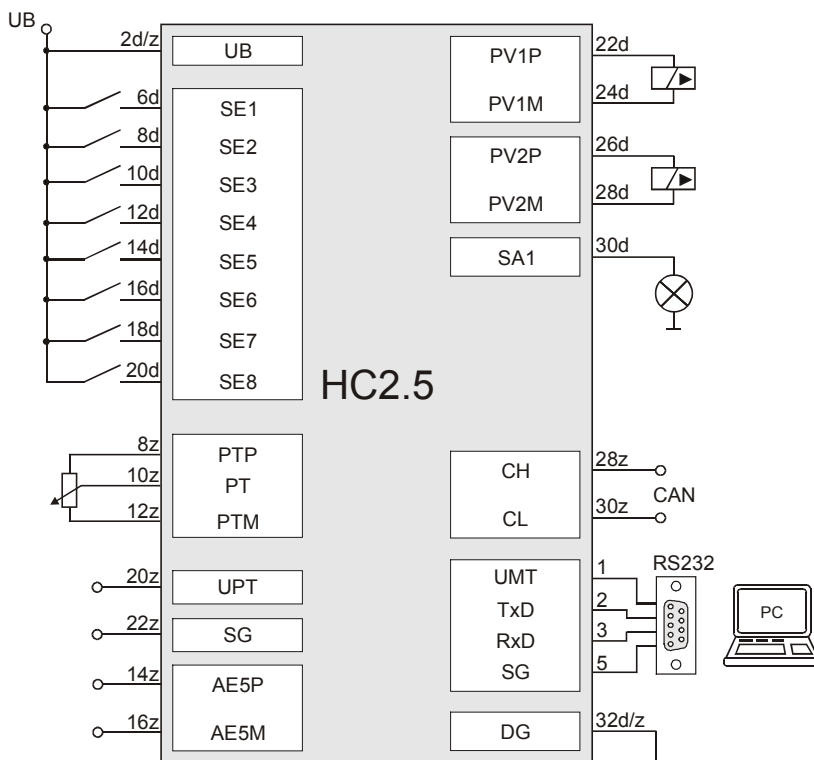 UB
2d/z UB
6d SE1
8d SE2
10d SE3
12d SE4
14d SE5
16d SE6
18d SE7
20d SE8
HC2.5
8z PTP
10z PT
12z PTM
20z UPT
22z SG
14z AE5P
16z AE5M
PV1P 22d
PV1M 24d
PV2P 26d
PV2M 28d
SA1 30d
CH 28z
CAN
CL 30z
RS232
UMT 1
TxD 2
RxD 3
SG 5
PC
DG 32d/z